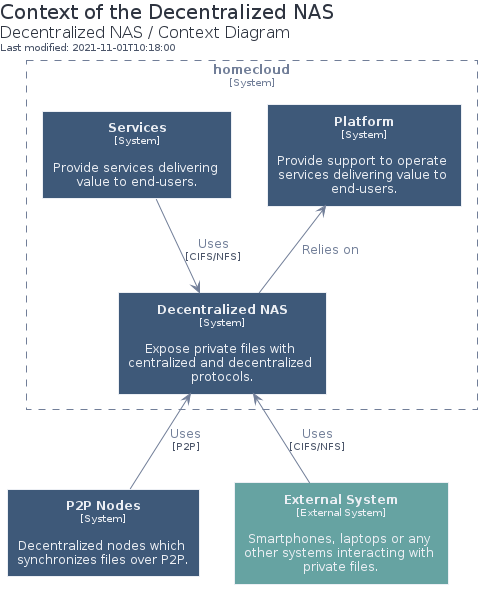 Context of the Decentralized NAS
Decentralized NAS / Context Diagram
Last modified: 2021-11-01T10:18:00
homecloud
[System]
Services
[System]
Provide services delivering
value to end-users.
Platform
[System]
Provide support to operate
services delivering value to
end-users.
Uses
[CIFS/NFS]
Relies on
Decentralized NAS
[System]
Expose private files with
centralized and decentralized
protocols.
Uses
[P2P]
Uses
[CIFS/NFS]
P2P Nodes
[System]
Decentralized nodes which
synchronizes files over P2P.
External System
[External System]
Smartphones, laptops or any
other systems interacting with
private files.